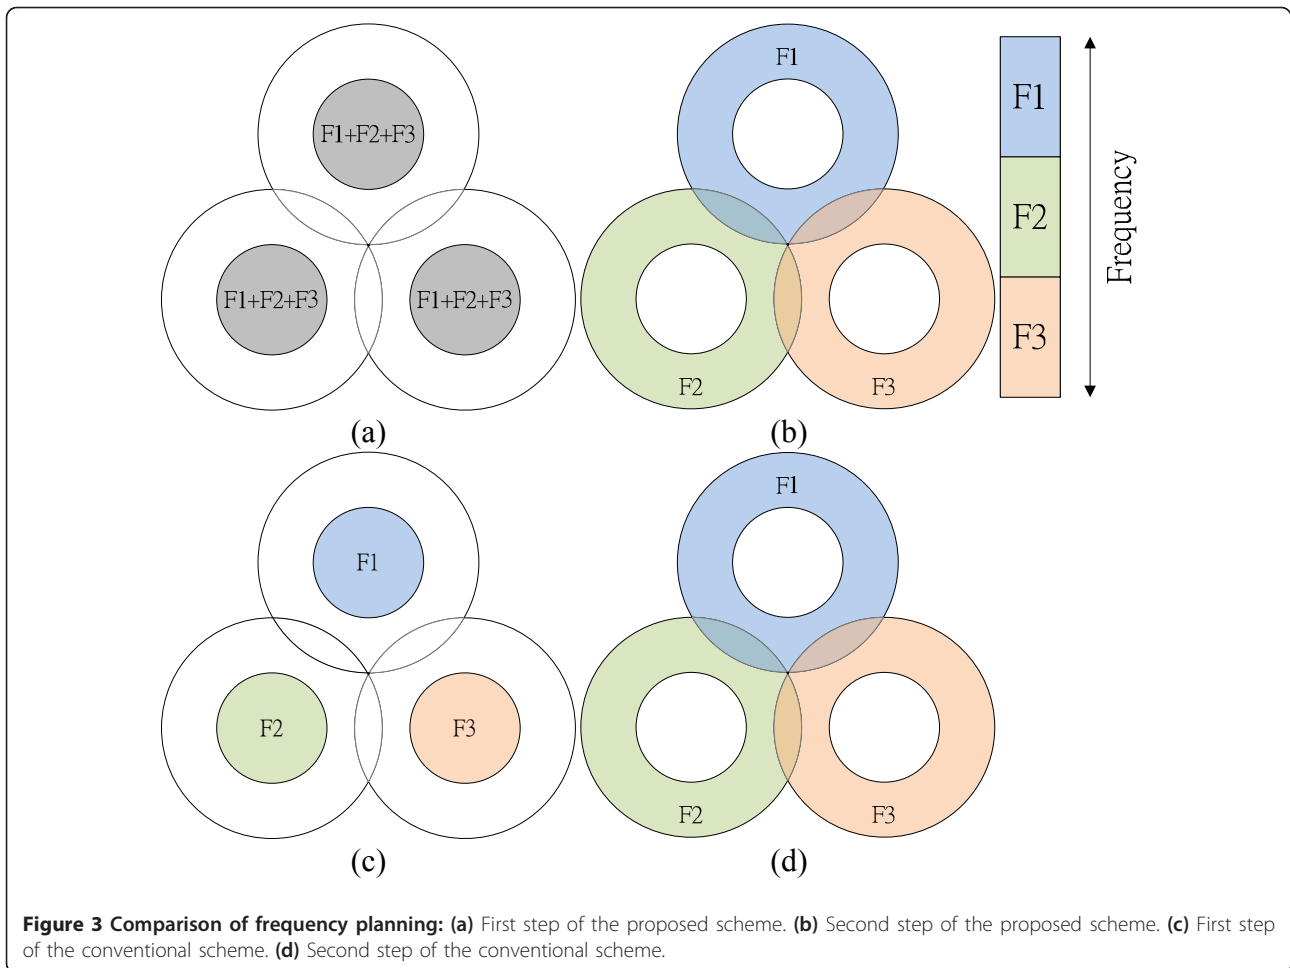 F1+F2+F3
F1+F2+F3
F1+F2+F3
(a)
F1
F2
F3
(b)
F1
F2
F3
Frequency
F1
F2
F3
(c)
F1
F2
F3
(d)
Figure 3 Comparison of frequency planning: (a) First step of the proposed scheme. (b) Second step of the proposed scheme. (c) First step
of the conventional scheme. (d) Second step of the conventional scheme.